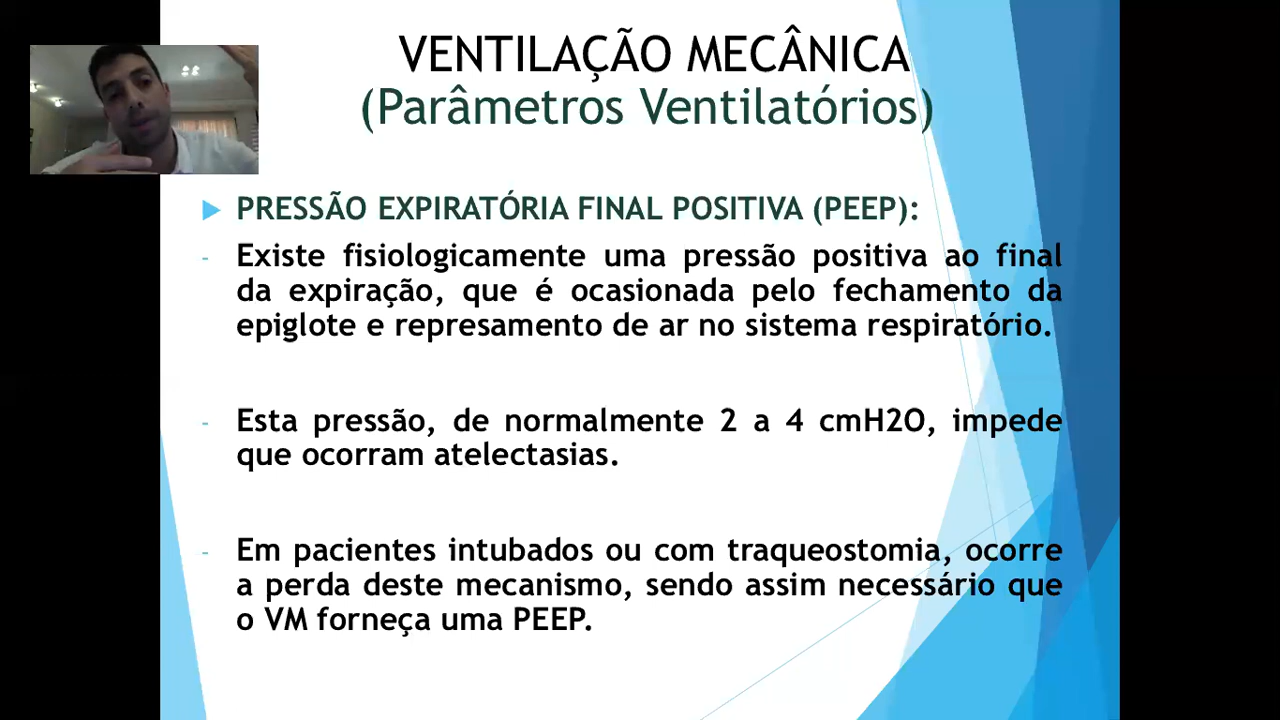 VENTILAÇÃO MECÂNICA
(Parâmetros Ventilatórios)
PRESSÃO EXPIRATÓRIA FINAL POSITIVA (PEEP):
- Existe fisiologicamente uma pressão positiva ao final
da expiração, que é ocasionada pelo fechamento da
epiglote e represamento de ar no sistema respiratório.
- Esta pressão, de normalmente 2 a 4 cmH2O, impede
que ocorram atelectasias.
- Em pacientes intubados ou com traqueostomia, ocorre
a perda deste mecanismo, sendo assim necessário que
o VM forneça uma PEEP.